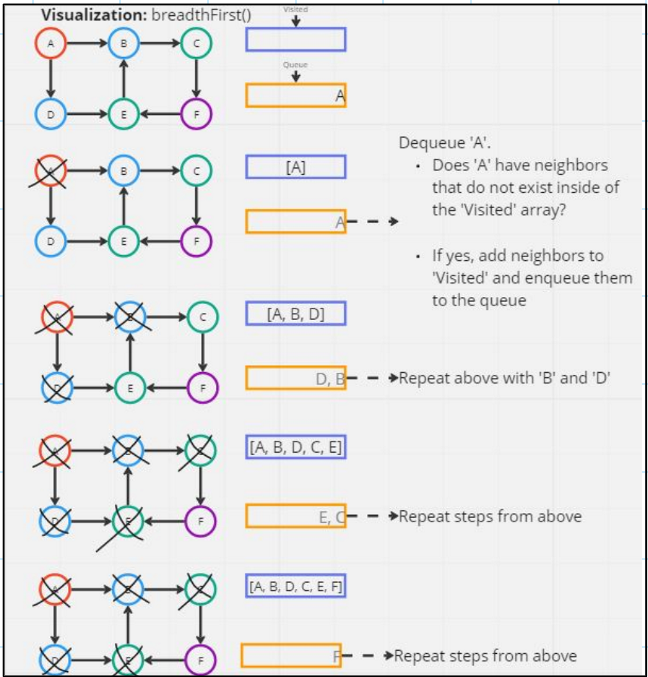 Visualization: breadthFirst()
Visited
A B C
Queue
A
D E F
Dequeue 'A'.
B C
[A]
• Does 'A' have neighbors
that do not exist inside of
the 'Visited' array?
D E F
A
• If yes, add neighbors to
'Visited' and enqueue them
to the queue
C
[A, B, D]
E F
D, B
Repeat above with 'B' and 'D'
[A, B, D, C, E]
F
E, C
Repeat steps from above
[A, B, D, C, E, F]
F
F
Repeat steps from above